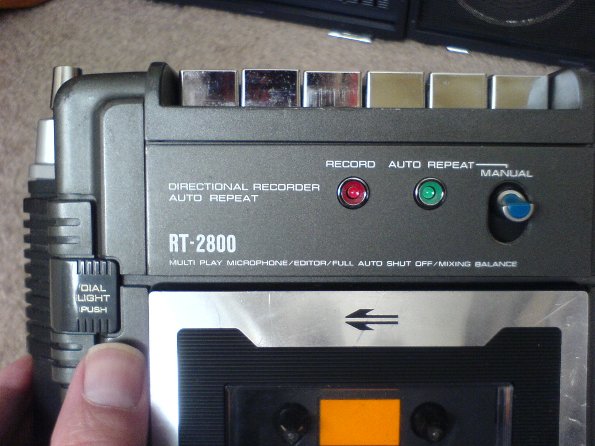 RECORD AUTO REPEAT
MANUAL
DIRECTIONAL RECORDER
AUTO REPEAT
RT-2800
MULTI PLAY MICROPHONE/EDITOR/FULL AUTO SHUT OFF/MIXING BALANCE
DIAL
LIGHT
PUSH